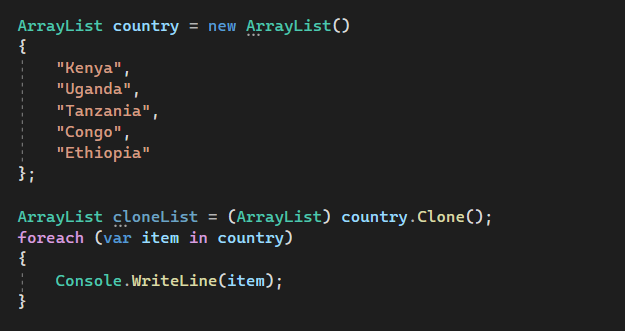 ArrayList country = new ArrayList()
{
    "Kenya",
    "Uganda",
    "Tanzania",
    "Congo",
    "Ethiopia"
};

ArrayList cloneList = (ArrayList) country.Clone();
foreach (var item in country)
{
    Console.WriteLine(item);
}